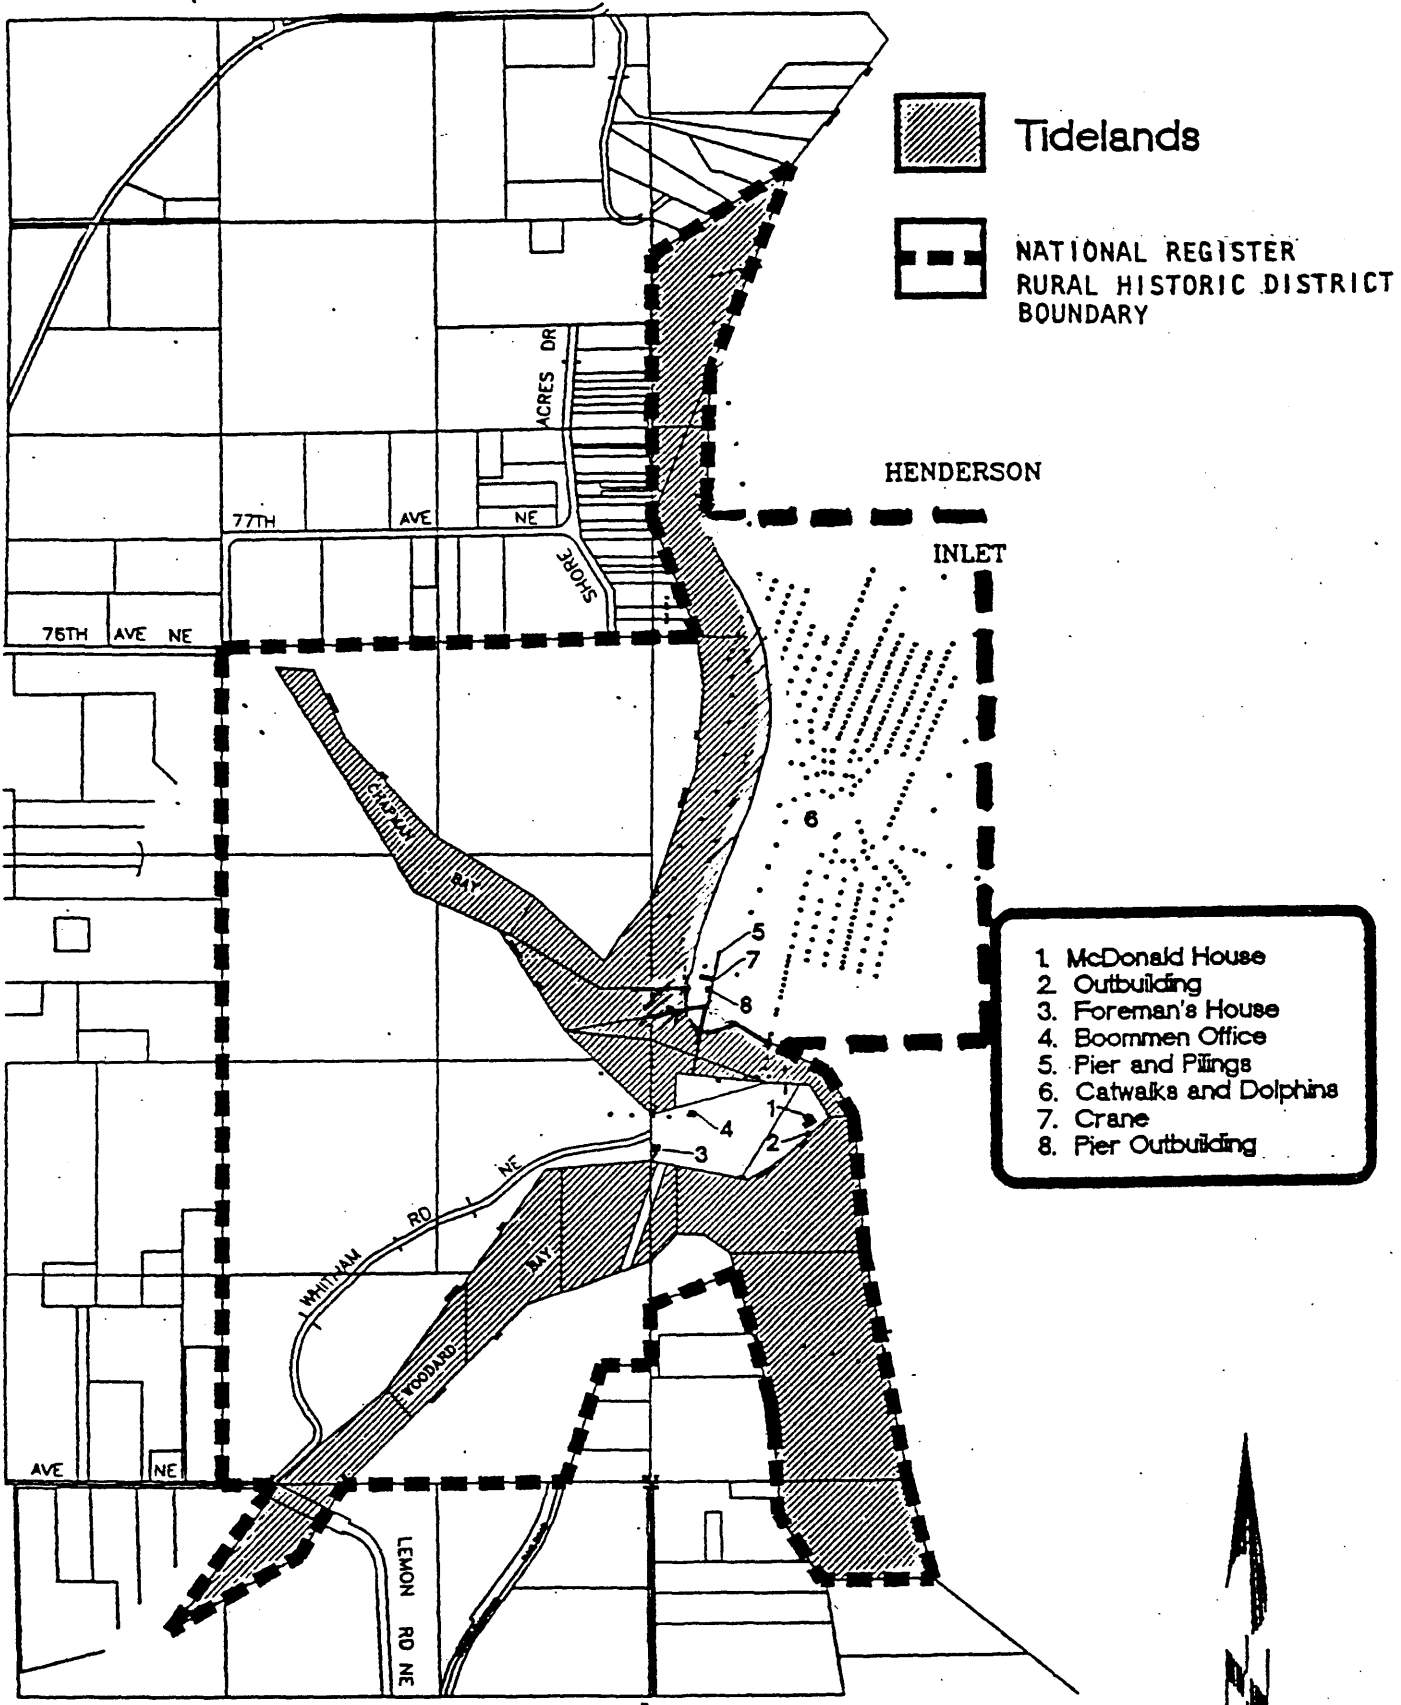 Tidelands
NATIONAL REGISTER
RURAL HISTORIC DISTRICT
BOUNDARY
ACRES DR
HENDERSON
77TH AVE NE
INLET
SHORE
76TH AVE NE
CHAPMAN
6
BAY
5
7
8
1. McDonald House
2. Outbuilding
3. Foreman's House
4. Boommen Office
5. Pier and Pilings
6. Catwalks and Dolphins
7. Crane
8. Pier Outbuilding
1
4
2
3
WHITHAM RD NE
BAY
WOODARD
AVE NE
LEMON RD NE
N